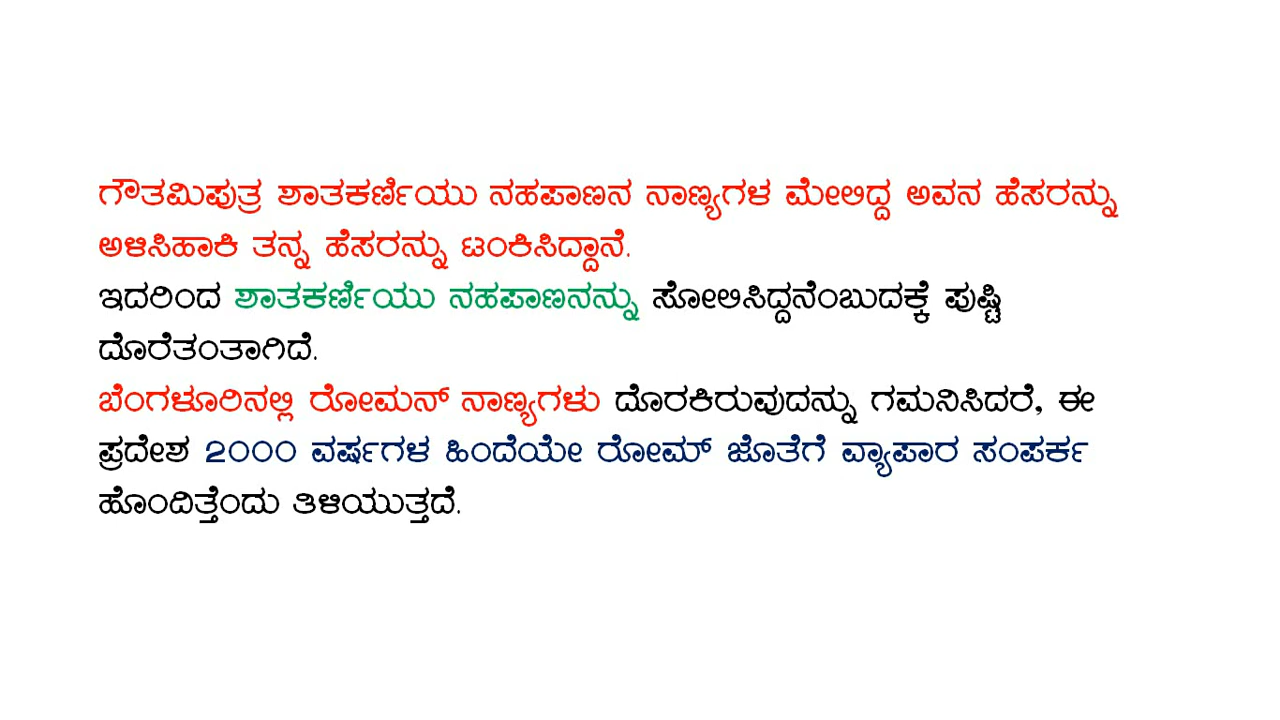 ಗೌತಮಿಪುತ್ರ ಶಾತಕರ್ಣಿಯು ನಹಪಾಣನ ನಾಣ್ಯಗಳ ಮೇಲಿದ್ದ ಅವನ ಹೆಸರನ್ನು
ಅಳಿಸಿಹಾಕಿ ತನ್ನ ಹೆಸರನ್ನು ಟಂಕಿಸಿದ್ದಾನೆ.
ಇದರಿಂದ ಶಾತಕರ್ಣಿಯು ನಹಪಾಣನನ್ನು ಸೋಲಿಸಿದ್ದನೆಂಬುದಕ್ಕೆ ಪುಷ್ಟಿ
ದೊರೆತಂತಾಗಿದೆ.
ಬೆಂಗಳೂರಿನಲ್ಲಿ ರೋಮನ್ ನಾಣ್ಯಗಳು ದೊರಕಿರುವುದನ್ನು ಗಮನಿಸಿದರೆ, ಈ
ಪ್ರದೇಶ 2೦೦೦ ವರ್ಷಗಳ ಹಿಂದೆಯೇ ರೋಮ್ ಜೊತೆಗೆ ವ್ಯಾಪಾರ ಸಂಪರ್ಕ
ಹೊಂದಿತ್ತೆಂದು ತಿಳಿಯುತ್ತದೆ.